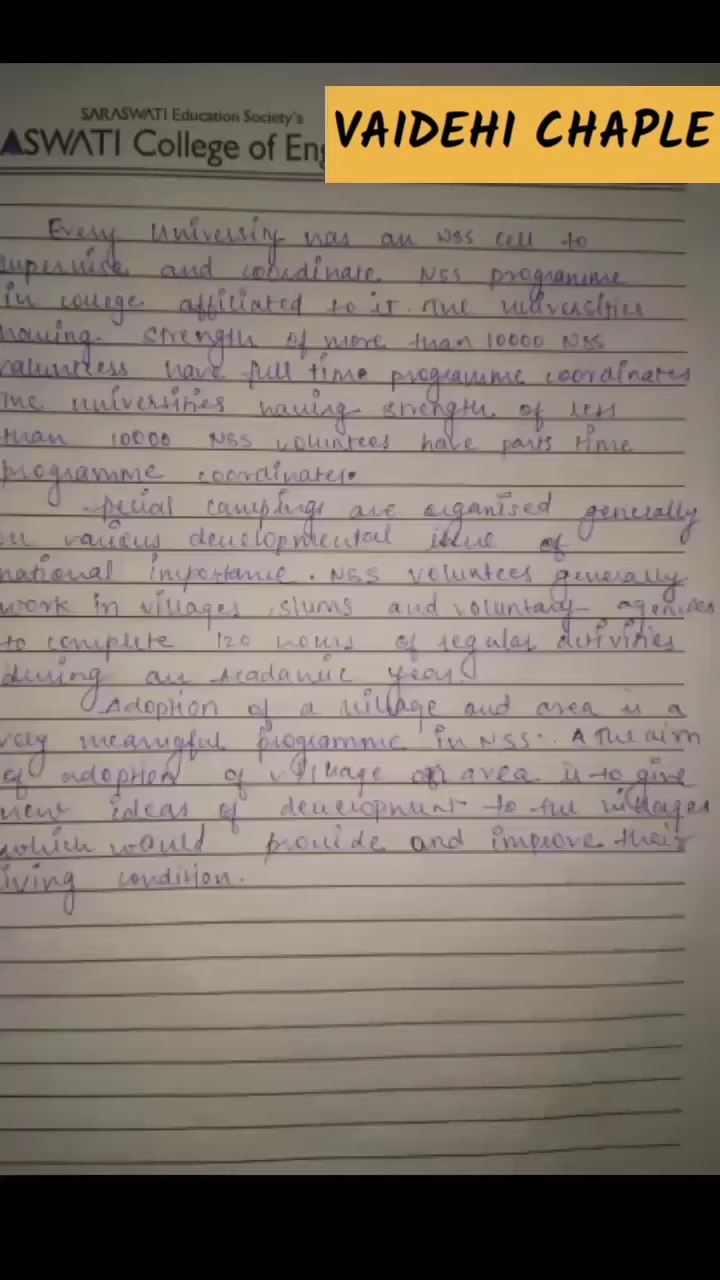 SARASWATI Education Society's
ASWATI College of Eng
VAIDEHI CHAPLE
Every University has an NSS cell to
supervise and coordinate NSS programme
in college affiliated to it. The universities
having strength of more than 10000 NSS
voluntees have full time programme coordinates
The universities having strength of less
than 10000 NSS voluntees have parts time
programme coordinates.
Special campings are organised generally
on various developmental issue of
national importance. NSS voluntees generally
work in villages, slums and voluntary agencies
to complete 120 hours of regular activities
during an Acadamic year.
Adoption of a village and area is a
very meanigful programme in NSS. A The aim
of adoption of village or area is to give
new ideas of development to the villages
which would provide and improve their
living condition.